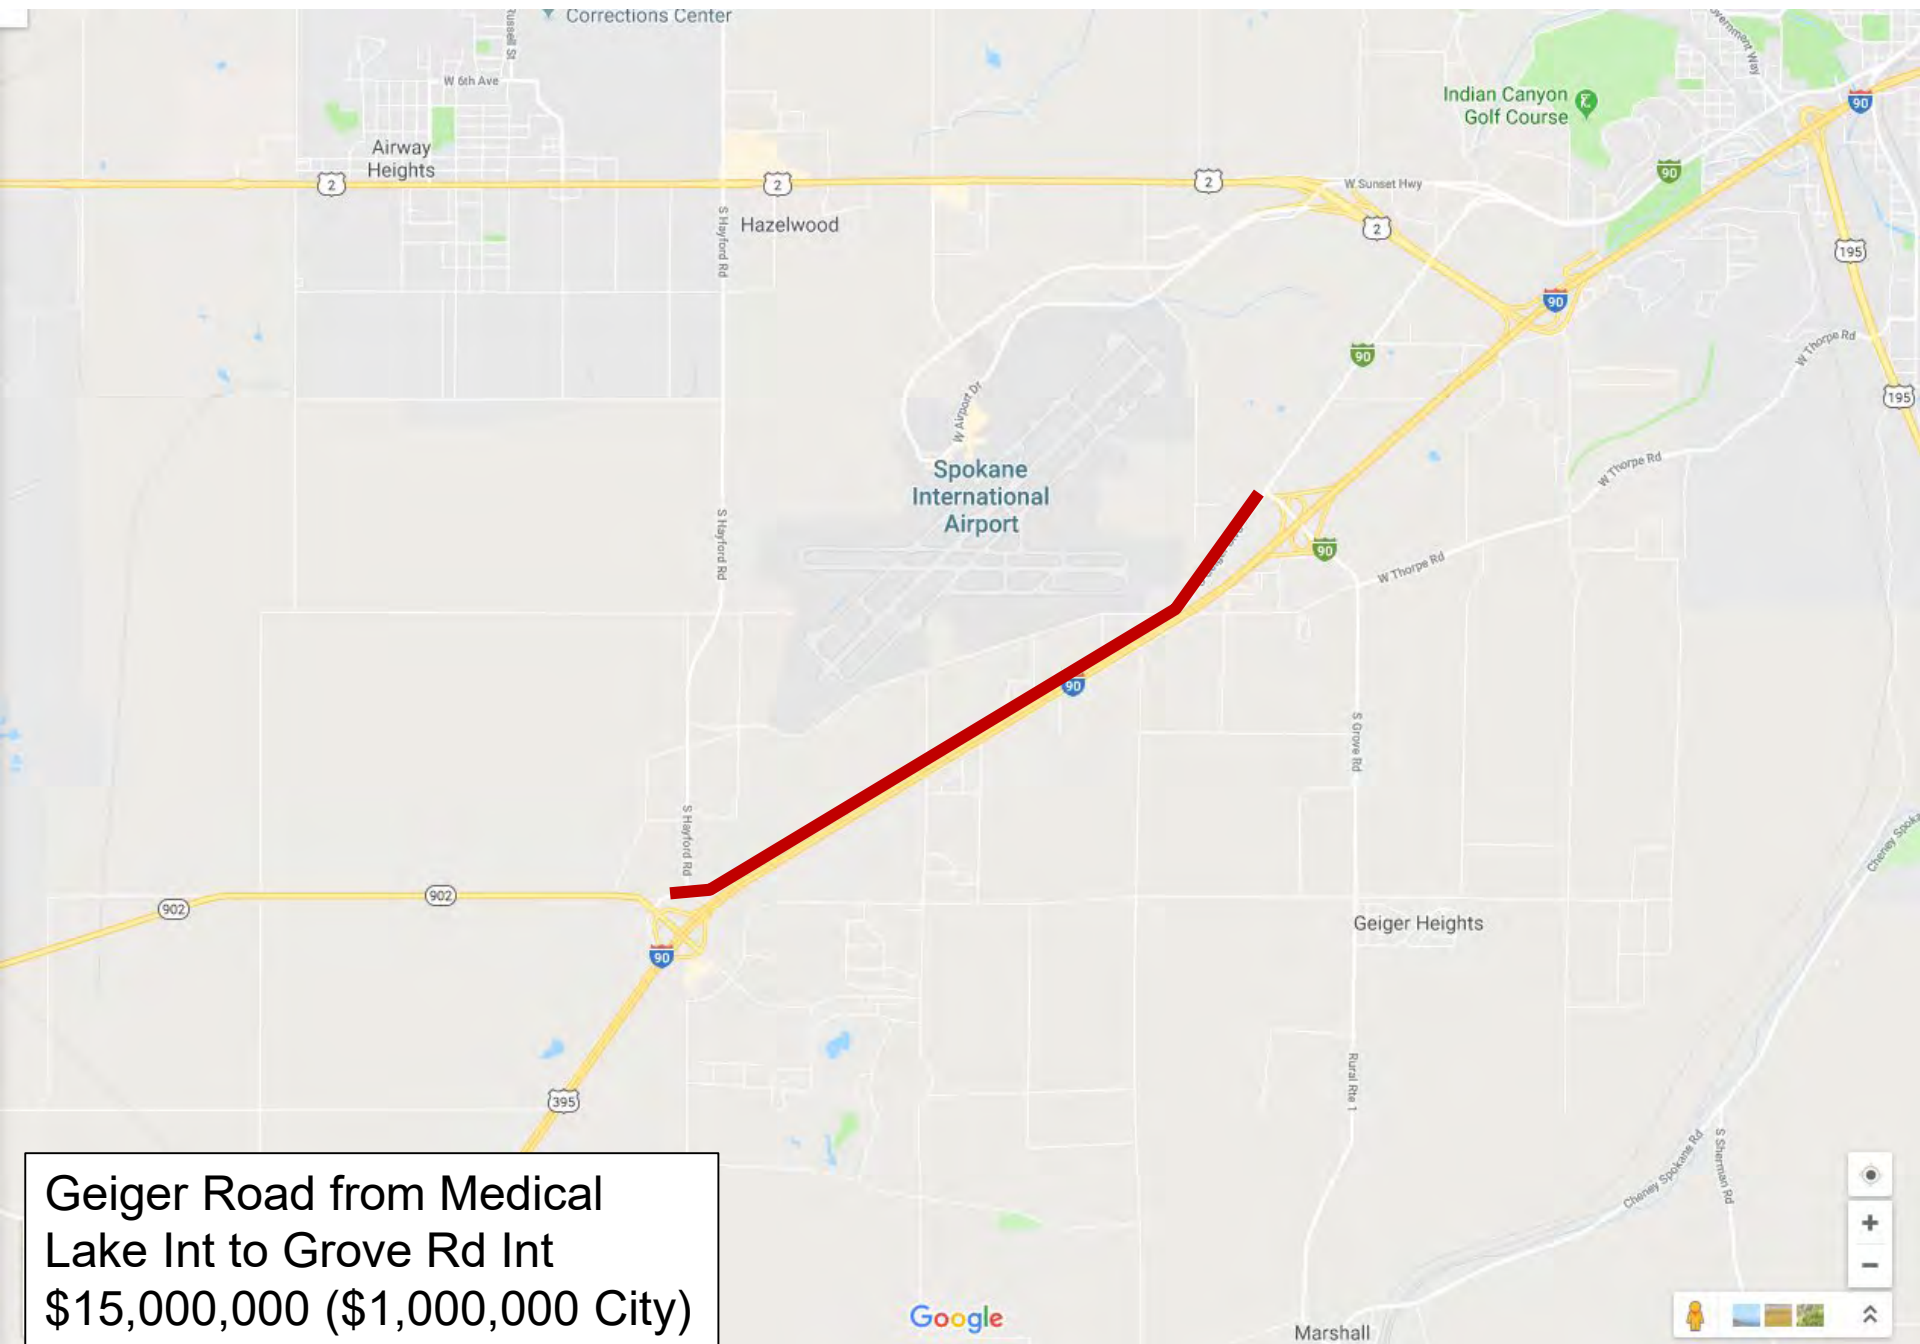 Corrections Center
Russell St
W 6th Ave
Airway
Heights
2
2
2
2
W Sunset Hwy
Indian Canyon
Golf Course
90
90
195
195
Hazelwood
S Hayford Rd
90
90
W Thorpe Rd
W Airport Dr
Spokane
International
Airport
S Hayford Rd
W Thorpe Rd
90
W Thorpe Rd
90
S Grove Rd
S Hayford Rd
902
902
90
Geiger Heights
395
Rural Rte 1
Cheney Spokane Rd
S Sherman Rd
Marshall
Google
Geiger Road from Medical
Lake Int to Grove Rd Int
$15,000,000 ($1,000,000 City)